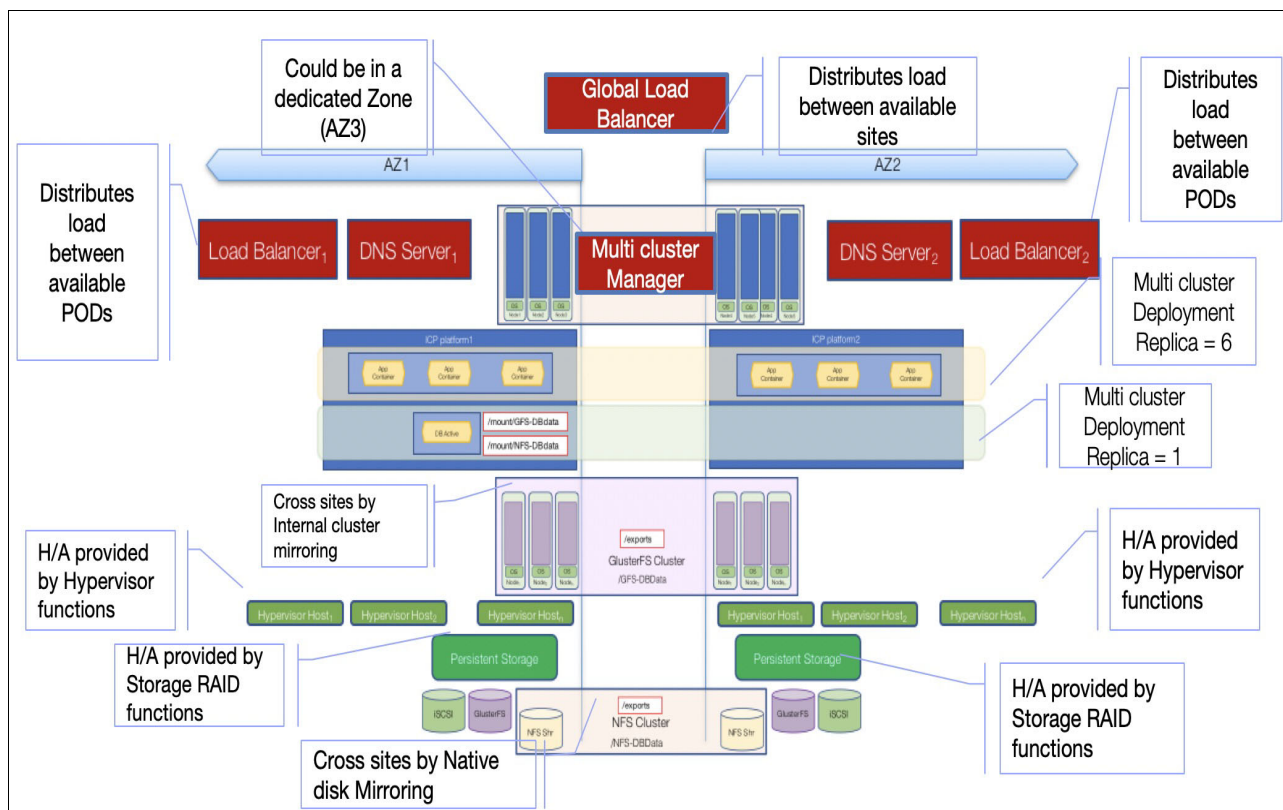 Could be in a
dedicated Zone
(AZ3)
Global Load
Balancer
Distributes load
between available
sites
Distributes
load
between
available
PODs
AZ1
AZ2
Distributes
load
between
available
PODs
Load Balancer1
DNS Server1
Multi cluster
Manager
DNS Server2
Load Balancer2
Multi cluster
Deployment
Replica = 6
ICP platform1
ICP platform2
App
Container
App
Container
App
Container
App
Container
App
Container
App
Container
DB Active
/mount/GFS-DBdata
/mount/NFS-DBdata
Multi cluster
Deployment
Replica = 1
Cross sites by
Internal cluster
mirroring
/exports
GlusterFS Cluster
/GFS-DBData
H/A provided
by Hypervisor
functions
H/A provided
by Hypervisor
functions
Hypervisor Host1
Hypervisor Host2
Hypervisor Hostn
Hypervisor Host1
Hypervisor Host2
Hypervisor Hostn
H/A provided by
Storage RAID
functions
Persistent Storage
Persistent Storage
H/A provided by
Storage RAID
functions
iSCSI
GlusterFS
NFS Shr
/exports
NFS Cluster
/NFS-DBData
NFS Shr
GlusterFS
iSCSI
Cross sites by Native
disk Mirroring